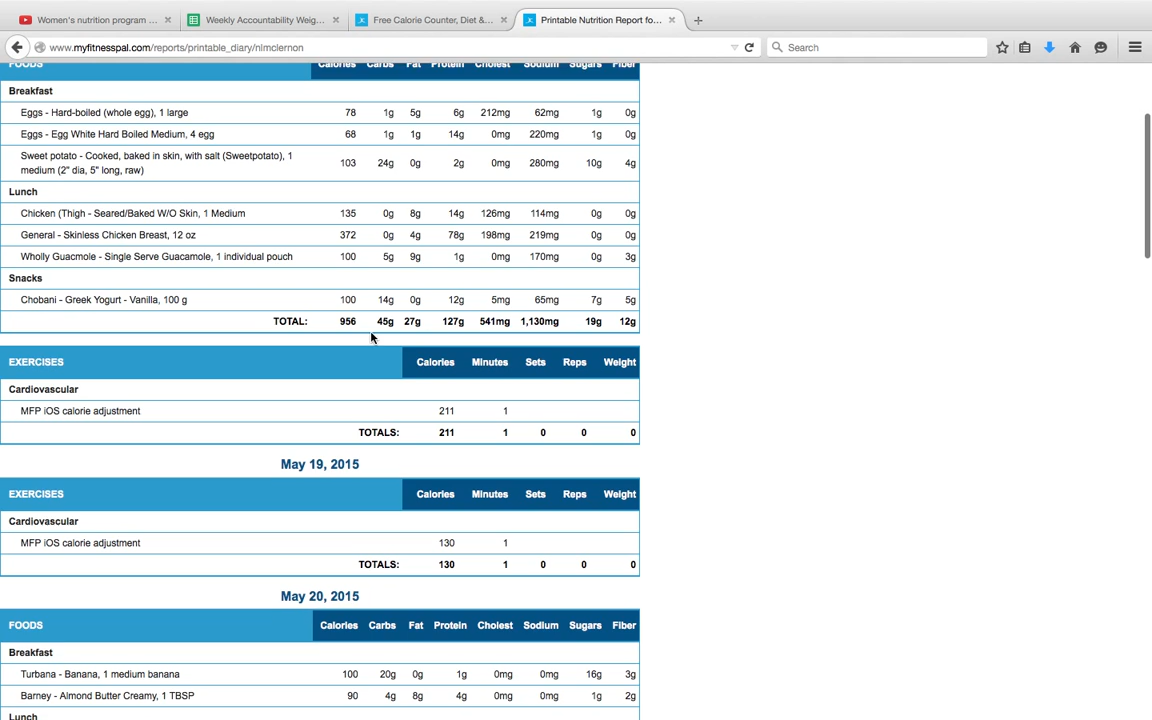 Women's nutrition program ...
Weekly Accountability Weig...
Free Calorie Counter, Diet &...
Printable Nutrition Report fo...
www.myfitnesspal.com/reports/printable_diary/nlmclernon
Search
FOODS Calories Carbs Fat Protein Cholest Sodium Sugars Fiber
Breakfast
Eggs - Hard-boiled (whole egg), 1 large 78 1g 5g 6g 212mg 62mg 1g 0g
Eggs - Egg White Hard Boiled Medium, 4 egg 68 1g 1g 14g 0mg 220mg 1g 0g
Sweet potato - Cooked, baked in skin, with salt (Sweetpotato), 1
medium (2" dia, 5" long, raw) 103 24g 0g 2g 0mg 280mg 10g 4g
Lunch
Chicken (Thigh - Seared/Baked W/O Skin, 1 Medium 135 0g 8g 14g 126mg 114mg 0g 0g
General - Skinless Chicken Breast, 12 oz 372 0g 4g 78g 198mg 219mg 0g 0g
Wholly Guacmole - Single Serve Guacamole, 1 individual pouch 100 5g 9g 1g 0mg 170mg 0g 3g
Snacks
Chobani - Greek Yogurt - Vanilla, 100 g 100 14g 0g 12g 5mg 65mg 7g 5g
TOTAL: 956 45g 27g 127g 541mg 1,130mg 19g 12g
EXERCISES Calories Minutes Sets Reps Weight
Cardiovascular
MFP iOS calorie adjustment 211 1
TOTALS: 211 1 0 0 0
May 19, 2015
EXERCISES Calories Minutes Sets Reps Weight
Cardiovascular
MFP iOS calorie adjustment 130 1
TOTALS: 130 1 0 0 0
May 20, 2015
FOODS Calories Carbs Fat Protein Cholest Sodium Sugars Fiber
Breakfast
Turbana - Banana, 1 medium banana 100 20g 0g 1g 0mg 0mg 16g 3g
Barney - Almond Butter Creamy, 1 TBSP 90 4g 8g 4g 0mg 0mg 1g 2g
Lunch